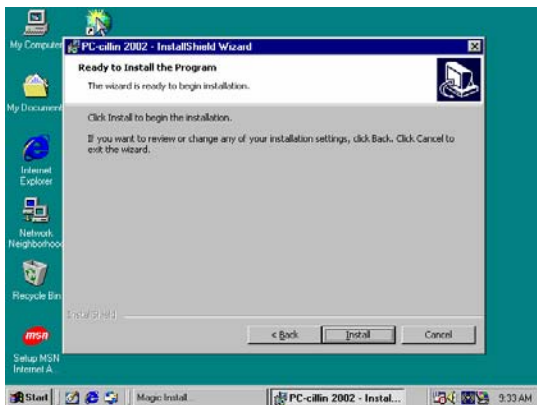 My Computer
PC-cillin 2002 - InstallShield Wizard
Ready to Install the Program
The wizard is ready to begin installation.
My Document
Click Install to begin the installation.
If you want to review or change any of your installation settings, click Back. Click Cancel to
exit the wizard.
Internet
Explorer
Network
Neighborhoo
Recycle Bin
InstallShield
< Back
Install
Cancel
msn
Setup MSN
Internet A...
Start
Magic Install...
PC-cillin 2002 - Instal...
9:33 AM